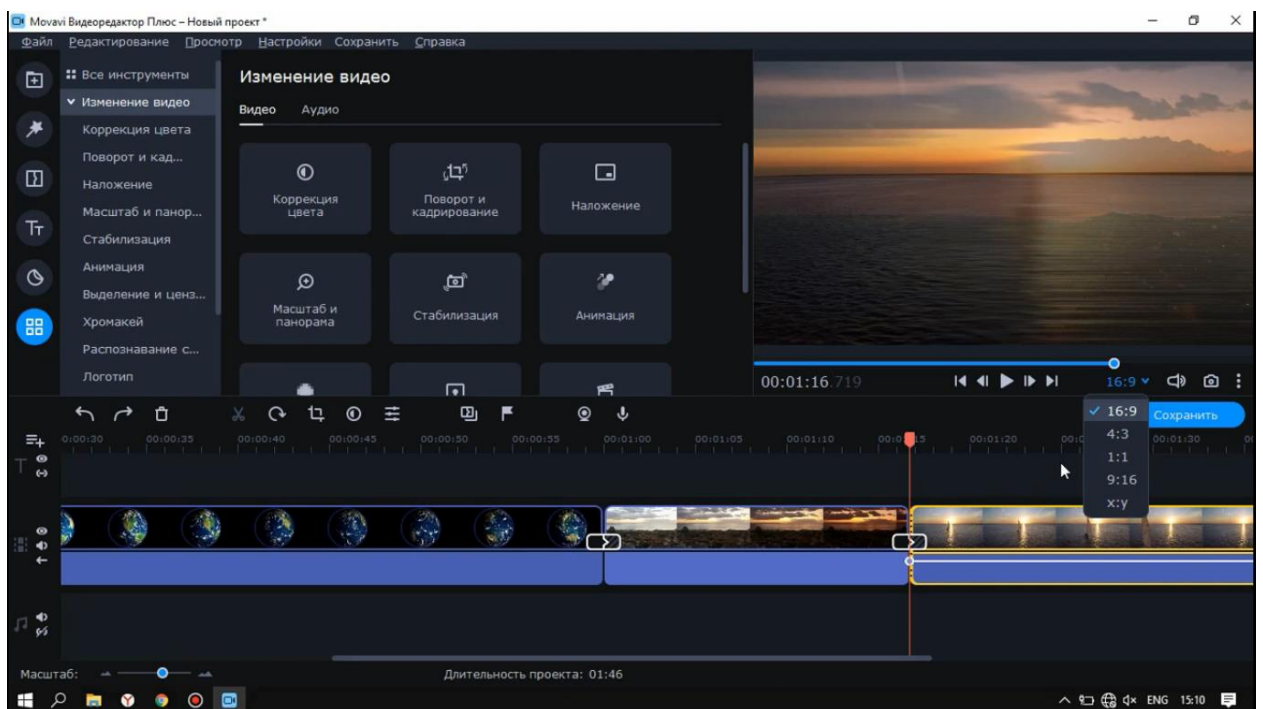 Movavi Видеоредактор Плюс – Новый проект *
Файл Редактирование Просмотр Настройки Сохранить Справка
Все инструменты
Изменение видео
Коррекция цвета
Поворот и кад...
Наложение
Масштаб и панор...
Стабилизация
Анимация
Выделение и ценз...
Хромакей
Распознавание с...
Логотип
Изменение видео
Видео Аудио
Коррекция
цвета
Поворот и
кадрирование
Наложение
Масштаб и
панорама
Стабилизация
Анимация
00:01:16.719
16:9
16:9
4:3
1:1
9:16
x:y
Сохранить
0:00:30 00:00:35 00:00:40 00:00:45 00:00:50 00:00:55 00:01:00 00:01:05 00:01:10 00:01:20 00:01:30
Масштаб:
Длительность проекта: 01:46
ENG 15:10